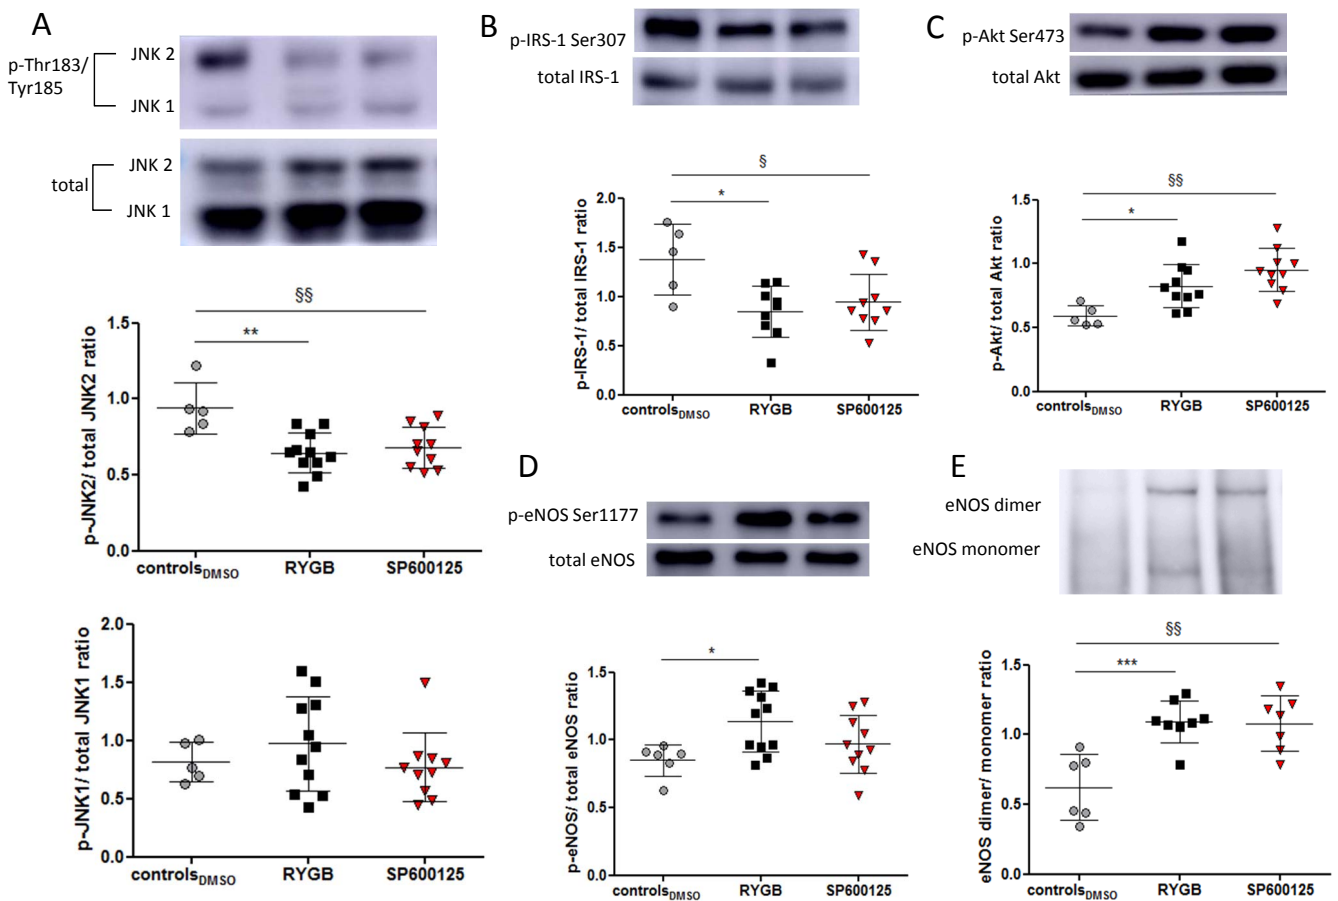 A
p-Thr183/
Tyr185
JNK 2
JNK 1
total
JNK 2
JNK 1
§§
**
p-JNK2/ total JNK2 ratio
1.5
1.0
0.5
0.0
controlsDMSO
RYGB
SP600125
p-JNK1/ total JNK1 ratio
2.0
1.5
1.0
0.5
0.0
controlsDMSO
RYGB
SP600125
B
p-IRS-1 Ser307
total IRS-1
§
*
p-IRS-1/ total IRS-1 ratio
2.0
1.5
1.0
0.5
0.0
controlsDMSO
RYGB
SP600125
C
p-Akt Ser473
total Akt
§§
*
p-Akt/ total Akt ratio
1.5
1.0
0.5
0.0
controlsDMSO
RYGB
SP600125
D
p-eNOS Ser1177
total eNOS
*
p-eNOS/ total eNOS ratio
1.5
1.0
0.5
0.0
controlsDMSO
RYGB
SP600125
E
eNOS dimer
eNOS monomer
§§
***
eNOS dimer/ monomer ratio
1.5
1.0
0.5
0.0
controlsDMSO
RYGB
SP600125